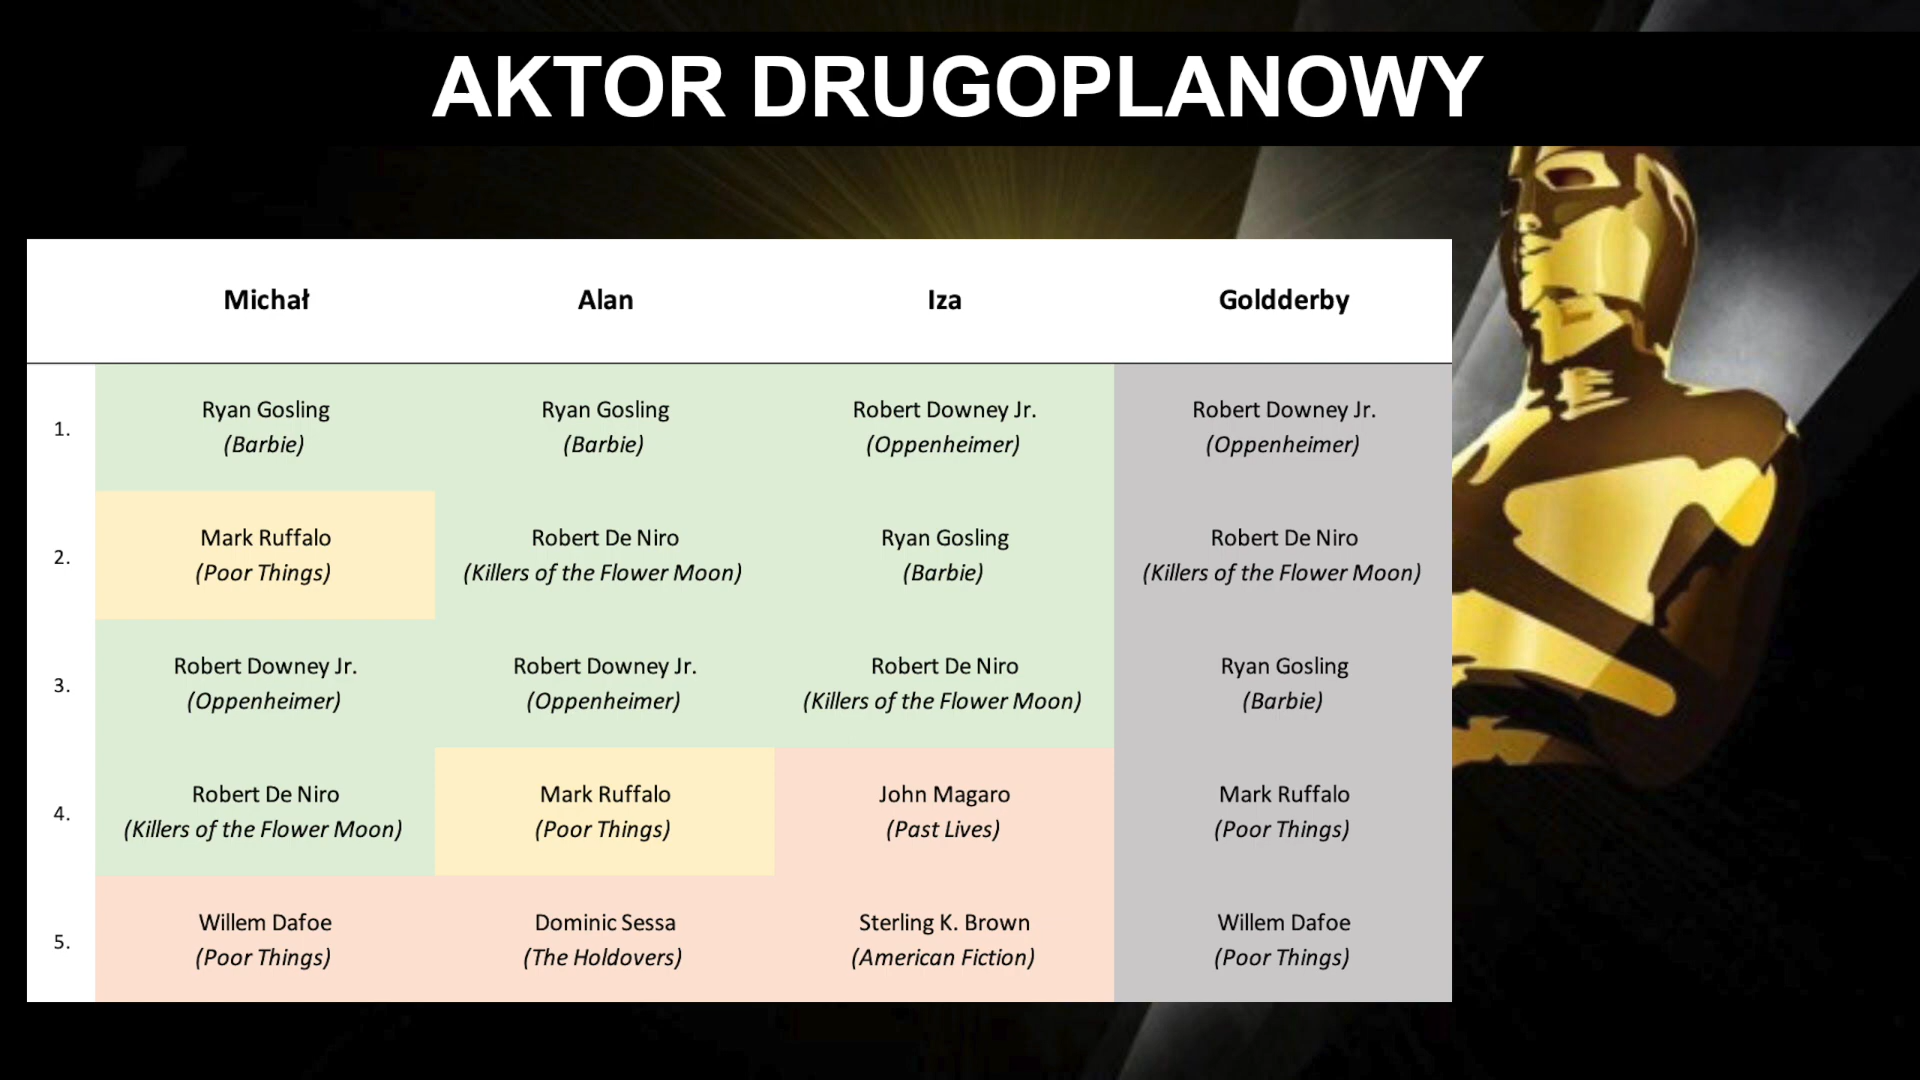 AKTOR DRUGOPLANOWY
Michał Alan Iza Goldderby
1. Ryan Gosling Ryan Gosling Robert Downey Jr. Robert Downey Jr.
(Barbie) (Barbie) (Oppenheimer) (Oppenheimer)
2. Mark Ruffalo Robert De Niro Ryan Gosling Robert De Niro
(Poor Things) (Killers of the Flower Moon) (Barbie) (Killers of the Flower Moon)
3. Robert Downey Jr. Robert Downey Jr. Robert De Niro Ryan Gosling
(Oppenheimer) (Oppenheimer) (Killers of the Flower Moon) (Barbie)
4. Robert De Niro Mark Ruffalo John Magaro Mark Ruffalo
(Killers of the Flower Moon) (Poor Things) (Past Lives) (Poor Things)
5. Willem Dafoe Dominic Sessa Sterling K. Brown Willem Dafoe
(Poor Things) (The Holdovers) (American Fiction) (Poor Things)